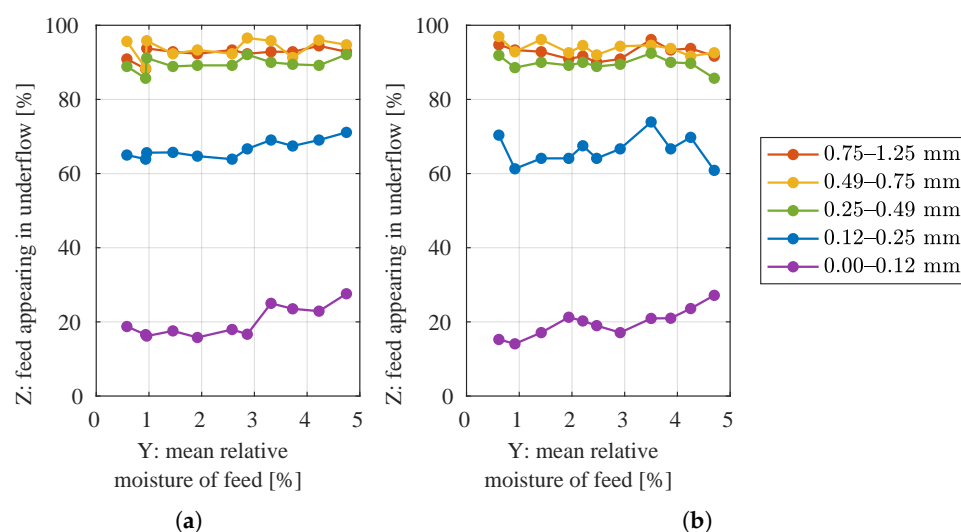 100
80
60
40
20
0
Z: feed appearing in underflow [%]
0 1 2 3 4 5
Y: mean relative
moisture of feed [%]
(a)
100
80
60
40
20
0
Z: feed appearing in underflow [%]
0 1 2 3 4 5
Y: mean relative
moisture of feed [%]
(b)
0.75–1.25 mm
0.49–0.75 mm
0.25–0.49 mm
0.12–0.25 mm
0.00–0.12 mm